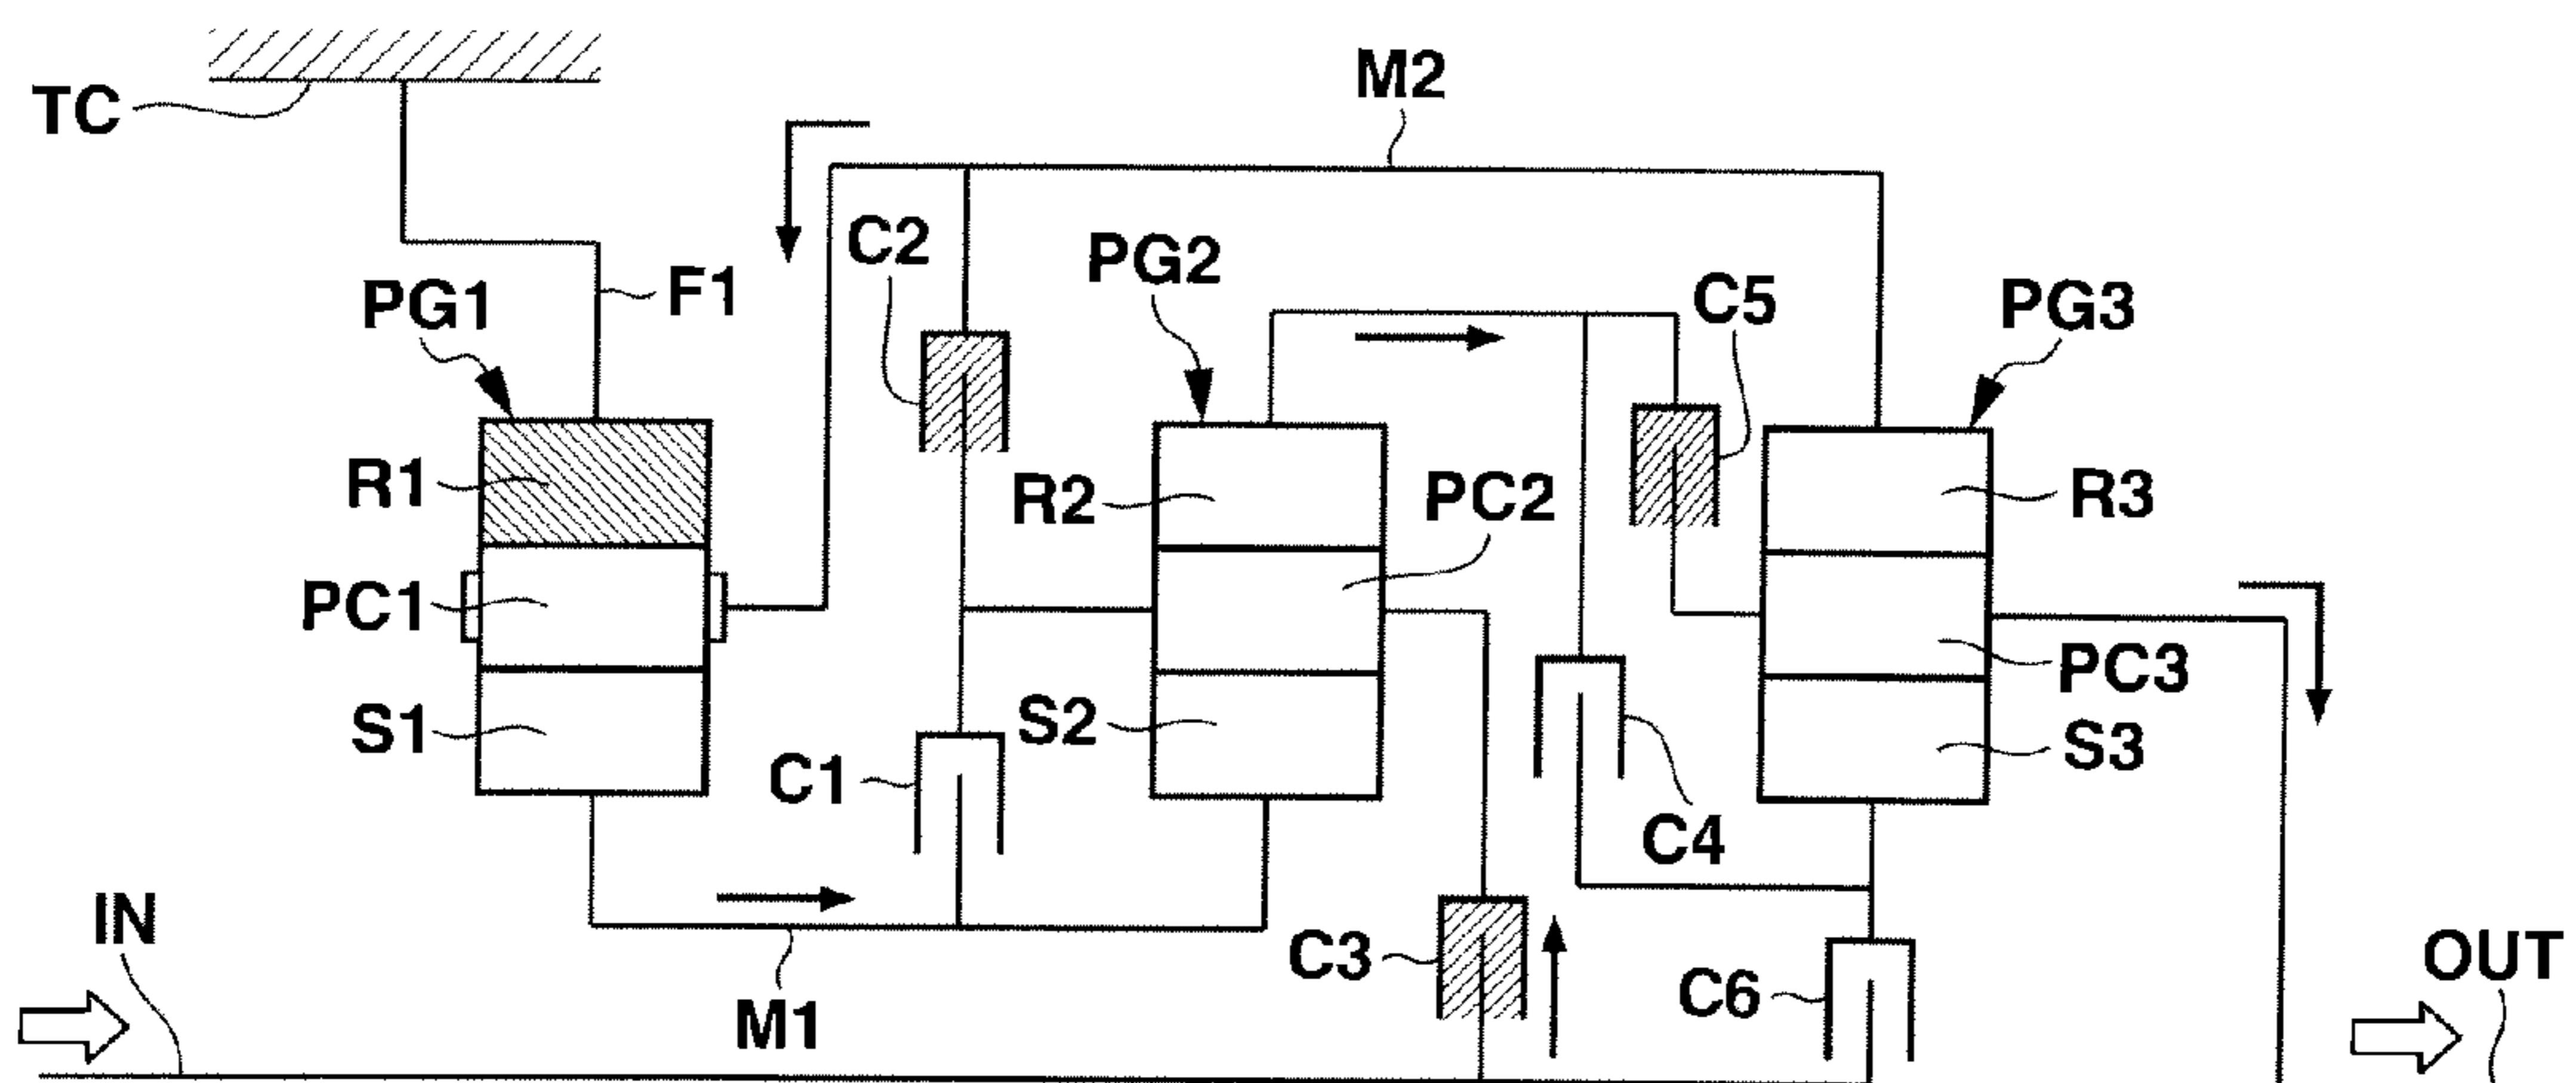 M2
TC
C2
PG2
F1
PG1
C5
PG3
R1
R2
PC2
R3
PC1
PC3
S1
S2
S3
C1
C4
IN
C3
OUT
C6
M1